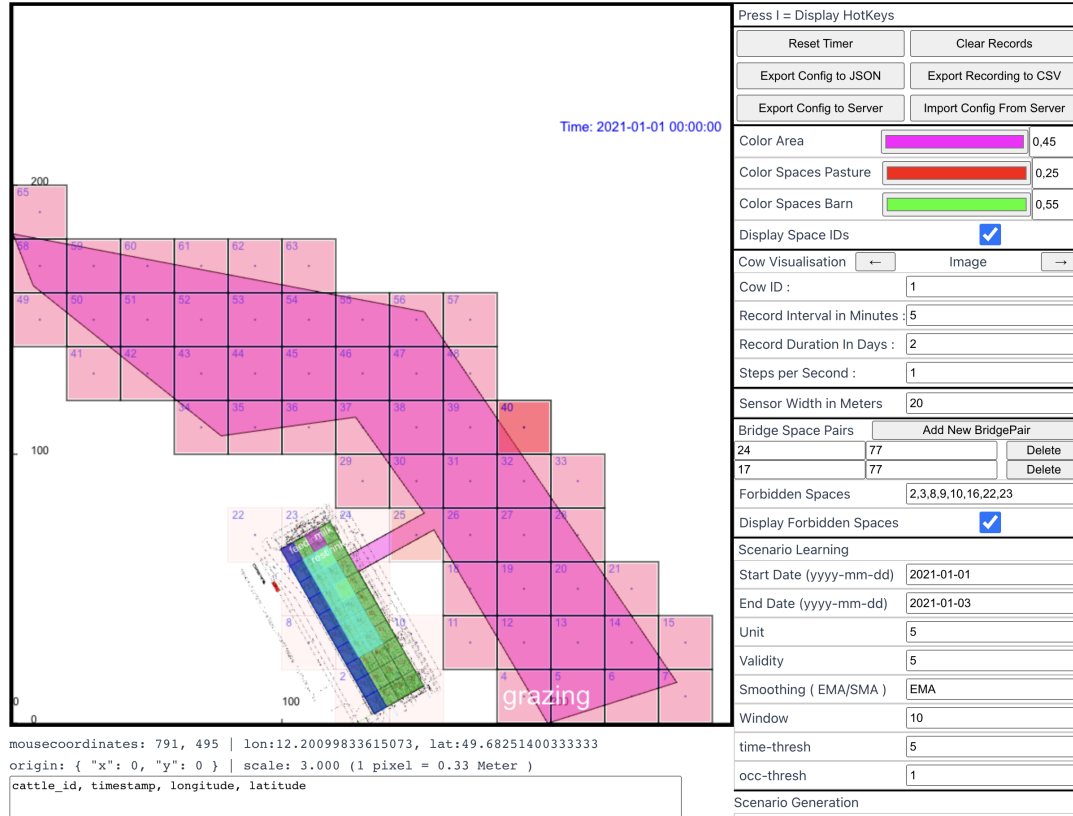 Press I = Display HotKeys
Reset Timer
Clear Records
Export Config to JSON
Export Recording to CSV
Export Config to Server
Import Config From Server
Color Area
0,45
Color Spaces Pasture
0,25
Color Spaces Barn
0,55
Display Space IDs
Cow Visualisation
←
Image
→
Cow ID :
1
Record Interval in Minutes :
5
Record Duration In Days :
2
Steps per Second :
1
Sensor Width in Meters
20
Bridge Space Pairs
Add New BridgePair
24
77
Delete
17
77
Delete
Forbidden Spaces
2,3,8,9,10,16,22,23
Display Forbidden Spaces
Scenario Learning
Start Date (yyyy-mm-dd)
2021-01-01
End Date (yyyy-mm-dd)
2021-01-03
Unit
5
Validity
5
Smoothing ( EMA/SMA )
EMA
Window
10
time-thresh
5
occ-thresh
1
Scenario Generation
Time: 2021-01-01 00:00:00
200
65
58
59
60
61
62
63
49
50
51
52
53
54
55
56
57
41
42
43
44
45
46
47
48
34
35
36
37
38
39
40
100
29
30
31
32
33
22
23
24
25
26
27
28
18
19
20
21
8
10
11
12
13
14
15
2
4
5
6
7
grazing
0
0
100
mousecoordinates: 791, 495 | lon:12.20099833615073, lat:49.68251400333333
origin: { "x": 0, "y": 0 } | scale: 3.000 (1 pixel = 0.33 Meter )
cattle_id, timestamp, longitude, latitude